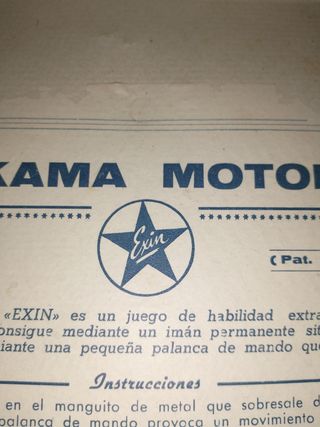 KAMA MOTO
Exin
(Pat.
«EXIN» es un juego de habilidad extra
onsigue mediante un imán permanente sit
iante una pequeña palanca de mando que
Instrucciones
en el manguito de metal que sobresale d
palanca de mando provoca un movimiento